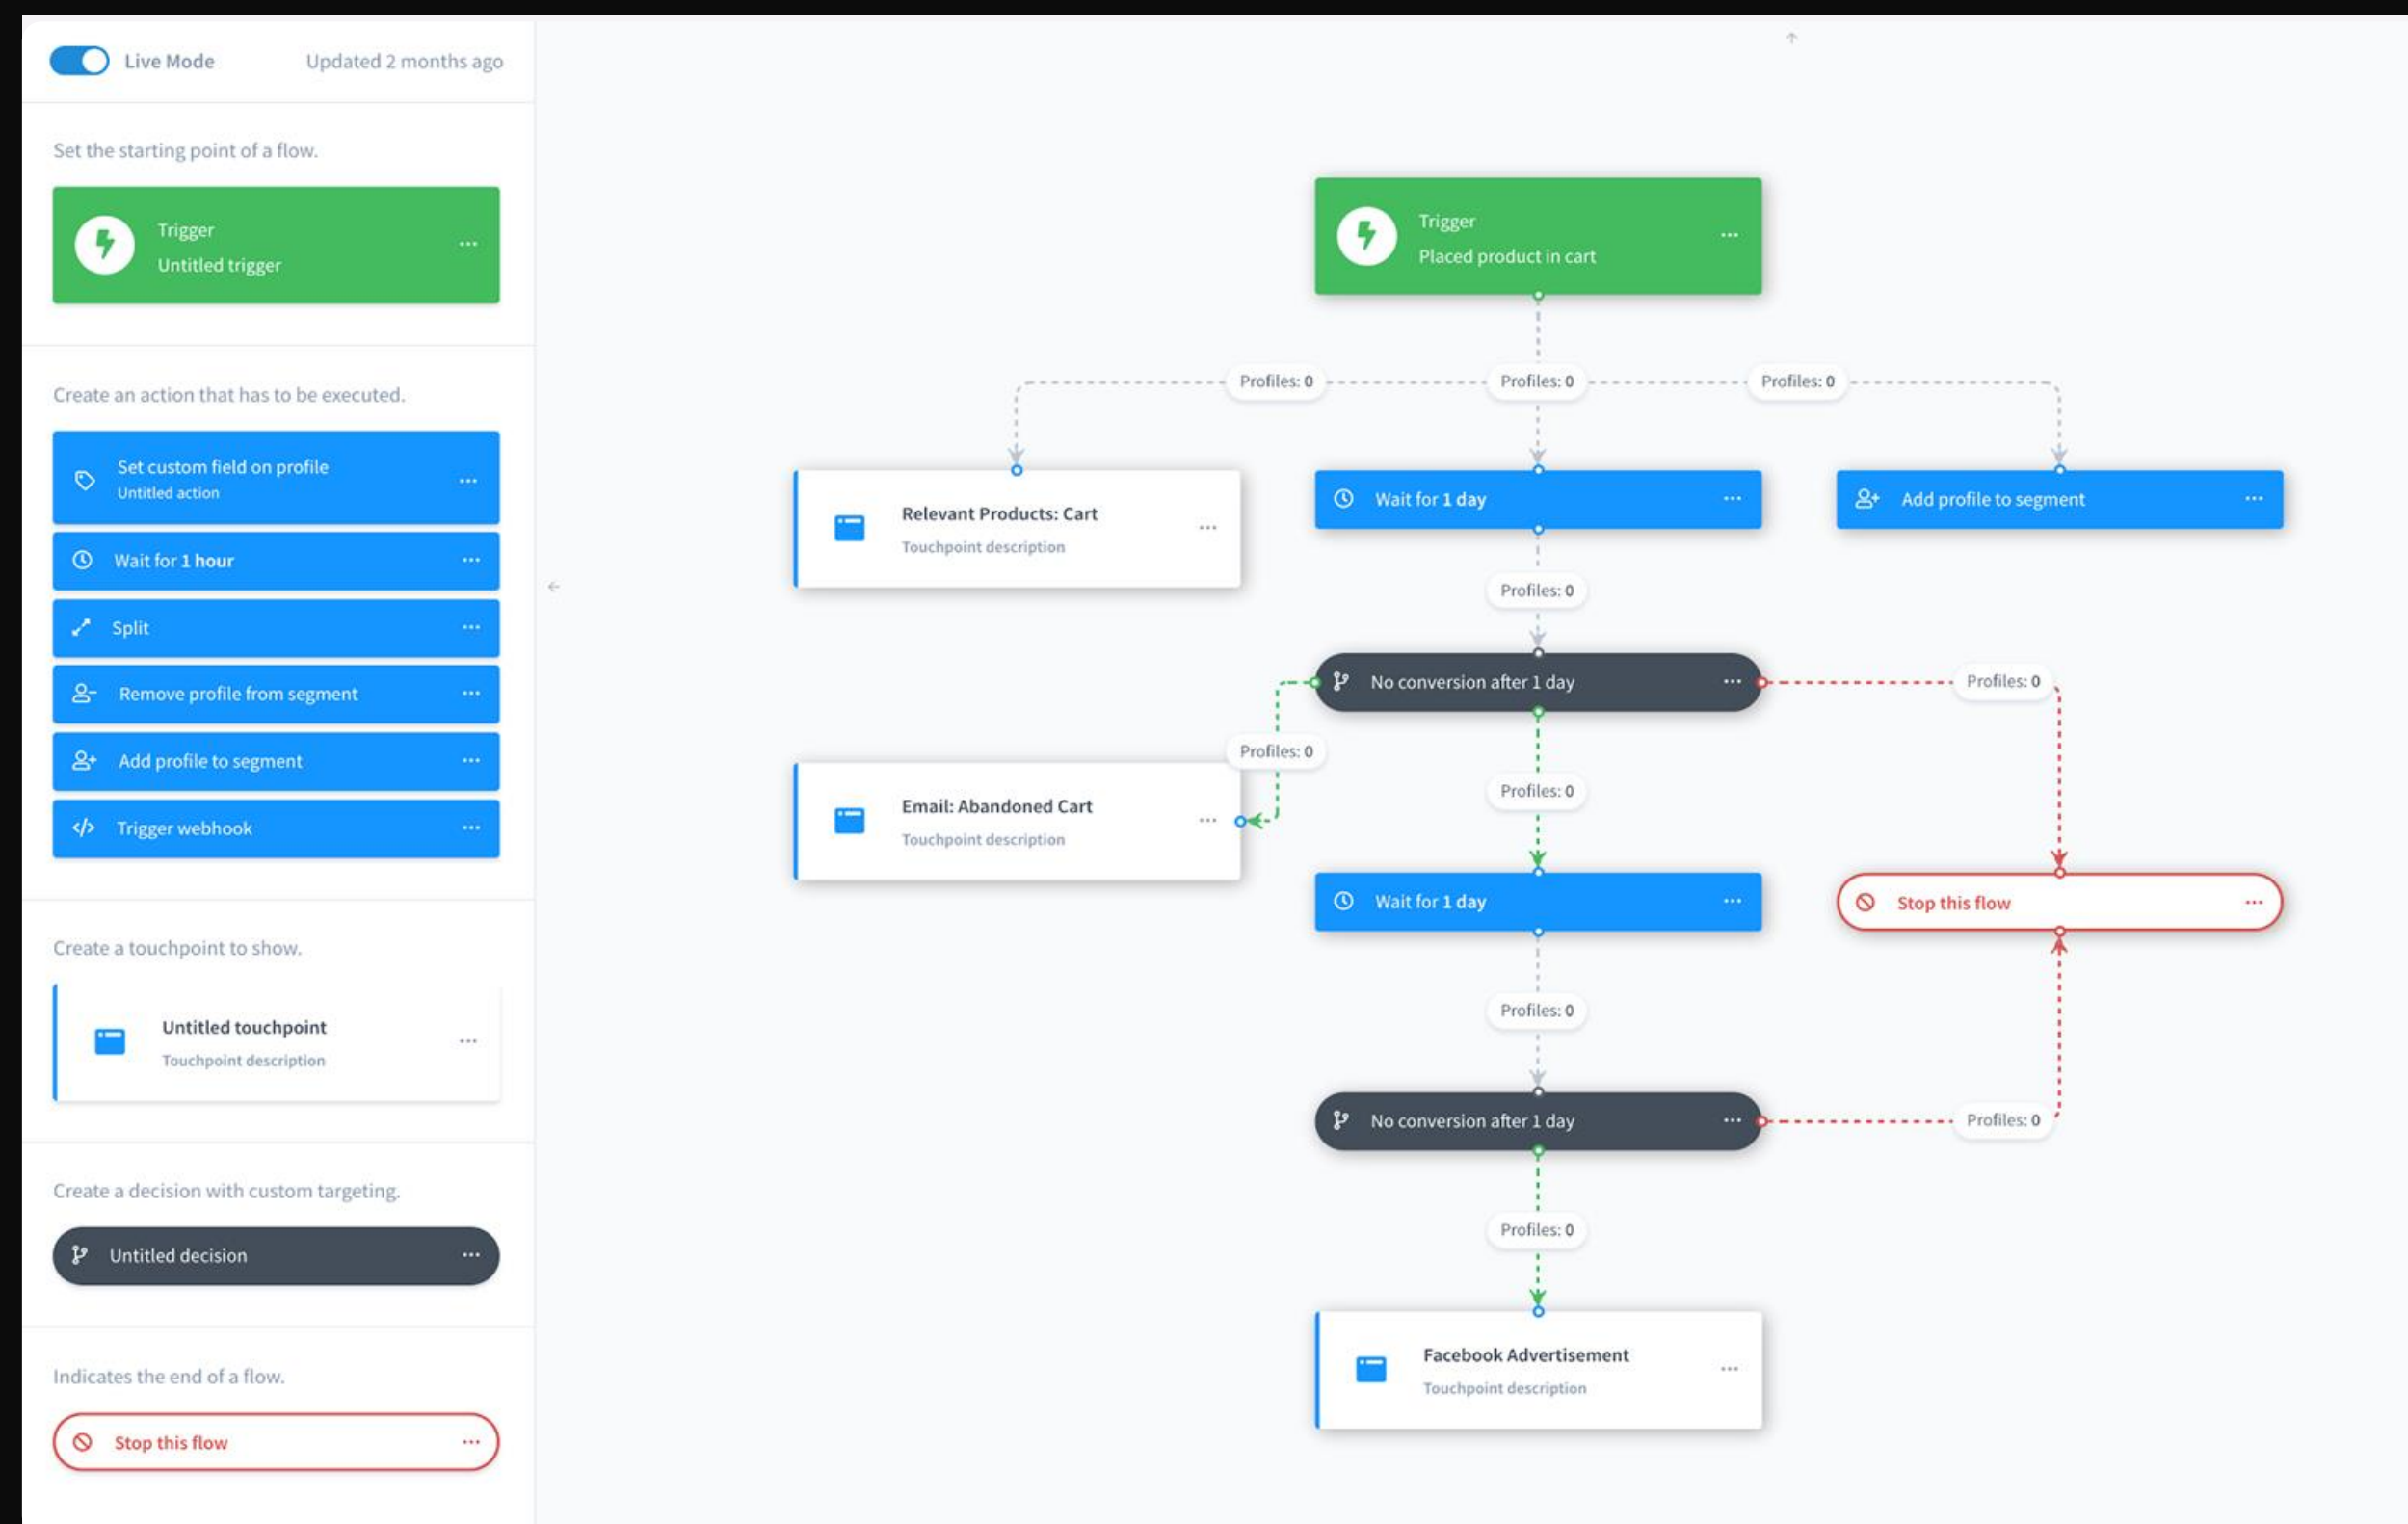 Live Mode
Updated 2 months ago
Set the starting point of a flow.
Trigger
Untitled trigger
Create an action that has to be executed.
Set custom field on profile
Untitled action
Wait for 1 hour
Split
Remove profile from segment
Add profile to segment
Trigger webhook
Create a touchpoint to show.
Untitled touchpoint
Touchpoint description
Create a decision with custom targeting.
Untitled decision
Indicates the end of a flow.
Stop this flow
Trigger
Placed product in cart
Profiles: 0
Profiles: 0
Profiles: 0
Relevant Products: Cart
Touchpoint description
Wait for 1 day
Add profile to segment
Profiles: 0
No conversion after 1 day
Profiles: 0
Profiles: 0
Email: Abandoned Cart
Touchpoint description
Profiles: 0
Wait for 1 day
Stop this flow
Profiles: 0
No conversion after 1 day
Profiles: 0
Profiles: 0
Facebook Advertisement
Touchpoint description